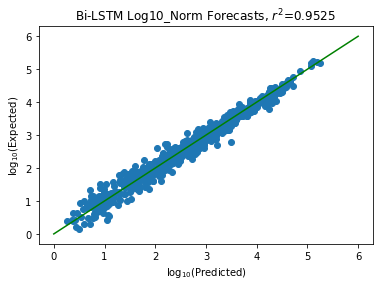 Bi-LSTM Log10_Norm Forecasts, r²=0.9525
log₁₀(Expected)
6
5
4
3
2
1
0
0 1 2 3 4 5 6
log₁₀(Predicted)